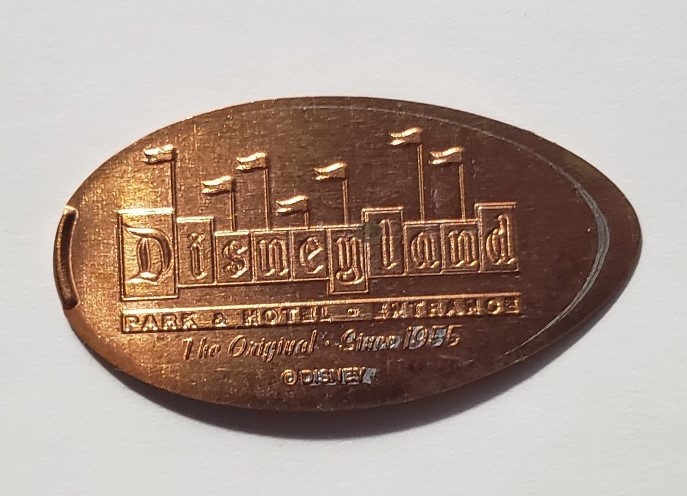 Disneyland
PARK & HOTEL - ENTRANCE
The Original - Since 1955
© DISNEY